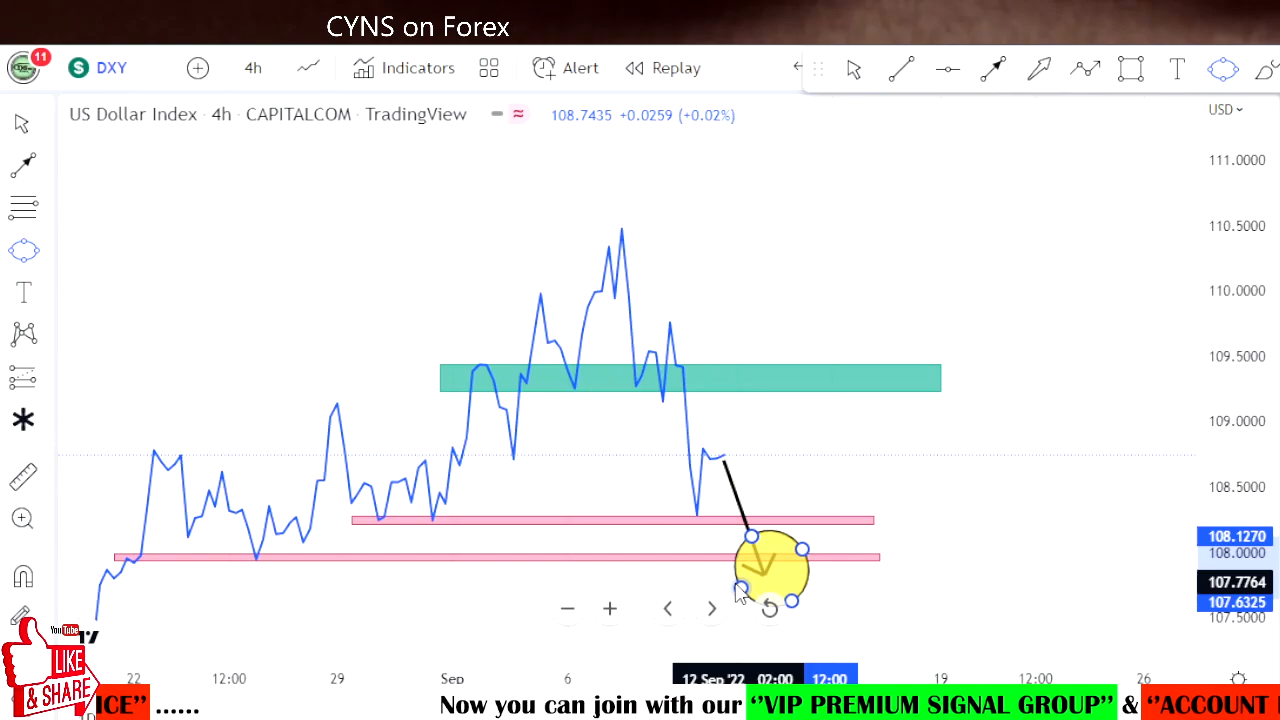 CYNS on Forex
11
S DXY 4h Indicators Alert Replay T
US Dollar Index · 4h · CAPITALCOM · TradingView 108.7435 +0.0259 (+0.02%)
USD
111.0000
110.5000
110.0000
109.5000
109.0000
108.5000
108.1270
108.0000
107.7764
107.6325
107.5000
T
22 12:00 29 Sep 6 12 Sep '22 02:00 12:00 19 12:00 26
YouTube
LIKE
& SHARE
ICE" ...... Now you can join with our "VIP PREMIUM SIGNAL GROUP" & "ACCOUNT